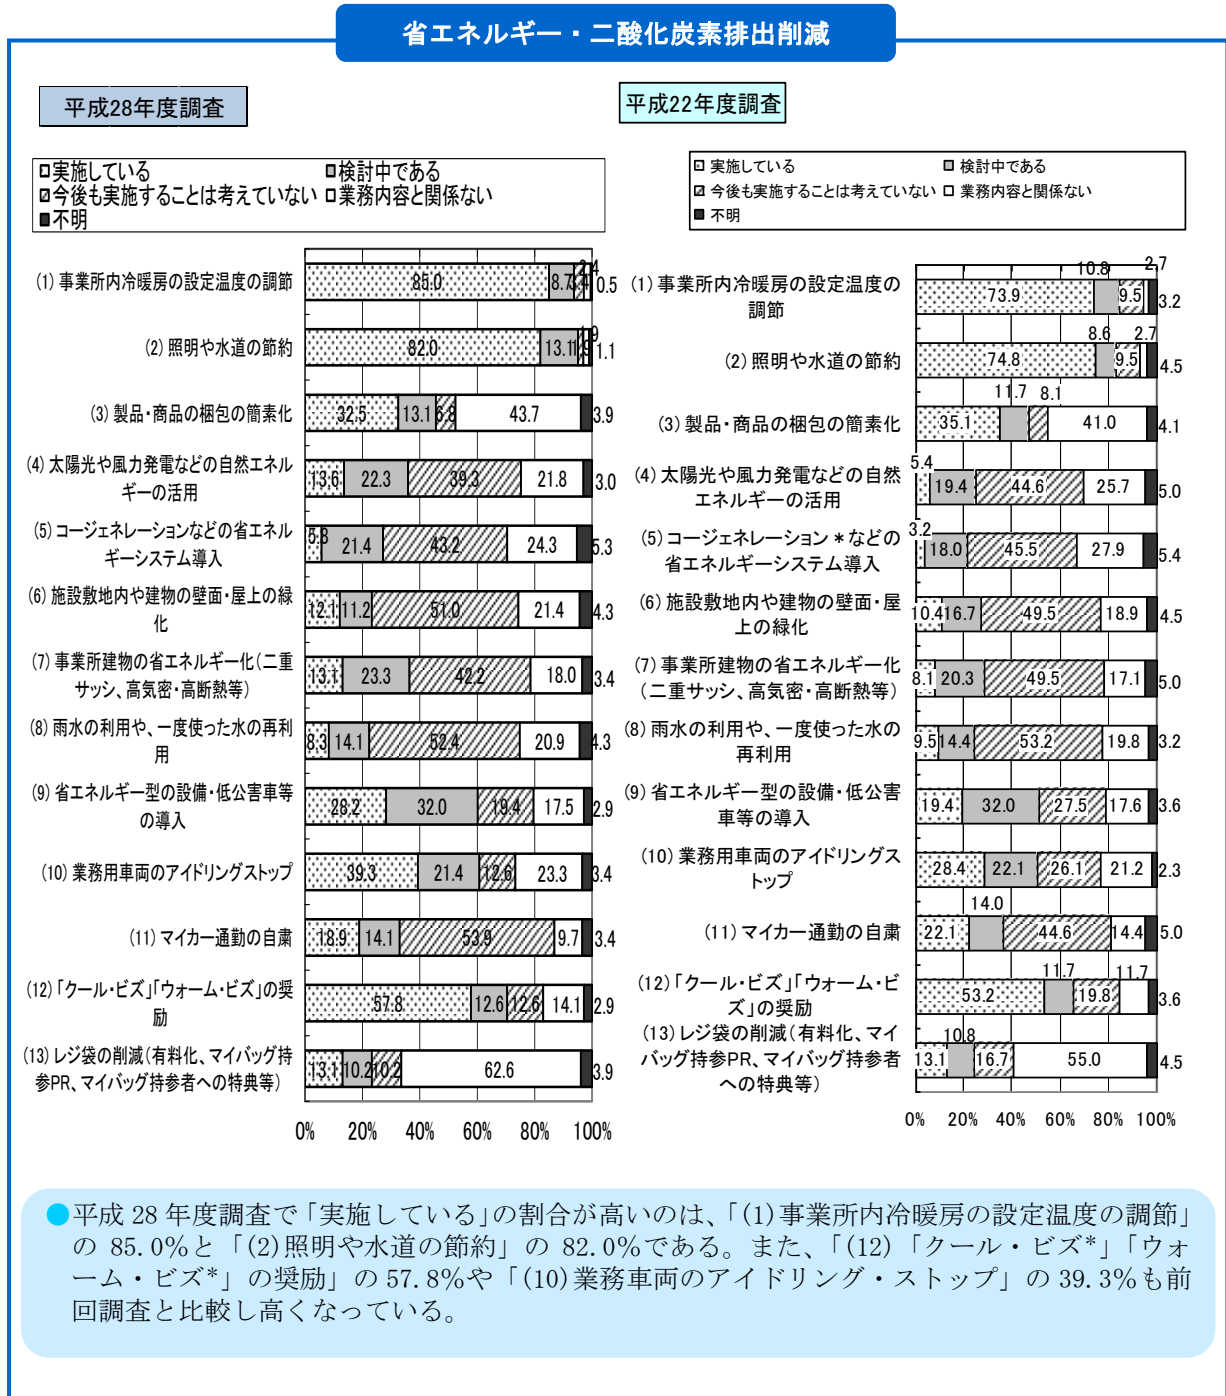 省エネルギー・二酸化炭素排出削減
平成28年度調査
実施している 検討中である
今後も実施することは考えていない 業務内容と関係ない
不明
(1)事業所内冷暖房の設定温度の調節
85.0 8.7 3.4 2.4 0.5
(2)照明や水道の節約
82.0 13.1 1.9 1.9 1.1
(3)製品・商品の梱包の簡素化
32.5 13.1 6.8 43.7 3.9
(4)太陽光や風力発電などの自然エネル
ギーの活用
13.6 22.3 39.3 21.8 3.0
(5)コージェネレーションなどの省エネル
ギーシステム導入
5.8 21.4 43.2 24.3 5.3
(6)施設敷地内や建物の壁面・屋上の緑
化
12.1 11.2 51.0 21.4 4.3
(7)事業所建物の省エネルギー化(二重
サッシ、高気密・高断熱等)
13.1 23.3 42.2 18.0 3.4
(8)雨水の利用や、一度使った水の再利
用
8.3 14.1 52.4 20.9 4.3
(9)省エネルギー型の設備・低公害車等
の導入
28.2 32.0 19.4 17.5 2.9
(10)業務用車両のアイドリングストップ
39.3 21.4 12.6 23.3 3.4
(11)マイカー通勤の自粛
18.9 14.1 53.9 9.7 3.4
(12)「クール・ビズ」「ウォーム・ビズ」の奨
励
57.8 12.6 12.6 14.1 2.9
(13)レジ袋の削減(有料化、マイバッグ持
参PR、マイバッグ持参者への特典等)
13.1 10.2 10.2 62.6 3.9
0% 20% 40% 60% 80% 100%
平成22年度調査
実施している 検討中である
今後も実施することは考えていない 業務内容と関係ない
不明
(1)事業所内冷暖房の設定温度の
調節
73.9 10.8 9.5 2.7 3.2
(2)照明や水道の節約
74.8 8.6 9.5 2.7 4.5
(3)製品・商品の梱包の簡素化
35.1 11.7 8.1 41.0 4.1
(4)太陽光や風力発電などの自然
エネルギーの活用
5.4 19.4 44.6 25.7 5.0
(5)コージェネレーション＊などの
省エネルギーシステム導入
3.2 18.0 45.5 27.9 5.4
(6)施設敷地内や建物の壁面・屋
上の緑化
10.4 16.7 49.5 18.9 4.5
(7)事業所建物の省エネルギー化
(二重サッシ、高気密・高断熱等)
8.1 20.3 49.5 17.1 5.0
(8)雨水の利用や、一度使った水の
再利用
9.5 14.4 53.2 19.8 3.2
(9)省エネルギー型の設備・低公害
車等の導入
19.4 32.0 27.5 17.6 3.6
(10)業務用車両のアイドリングス
トップ
28.4 22.1 26.1 21.2 2.3
(11)マイカー通勤の自粛
22.1 14.0 44.6 14.4 5.0
(12)「クール・ビズ」「ウォーム・ビ
ズ」の奨励
53.2 11.7 19.8 11.7 3.6
(13)レジ袋の削減(有料化、マイ
バッグ持参PR、マイバッグ持参者
への特典等)
13.1 10.8 16.7 55.0 4.5
0% 20% 40% 60% 80% 100%
●平成 28 年度調査で「実施している」の割合が高いのは、「(1)事業所内冷暖房の設定温度の調節」
の 85.0%と「(2)照明や水道の節約」の 82.0%である。また、「(12)「クール・ビズ*」「ウォ
ーム・ビズ*」の奨励」の 57.8%や「(10)業務車両のアイドリング・ストップ」の 39.3%も前
回調査と比較し高くなっている。